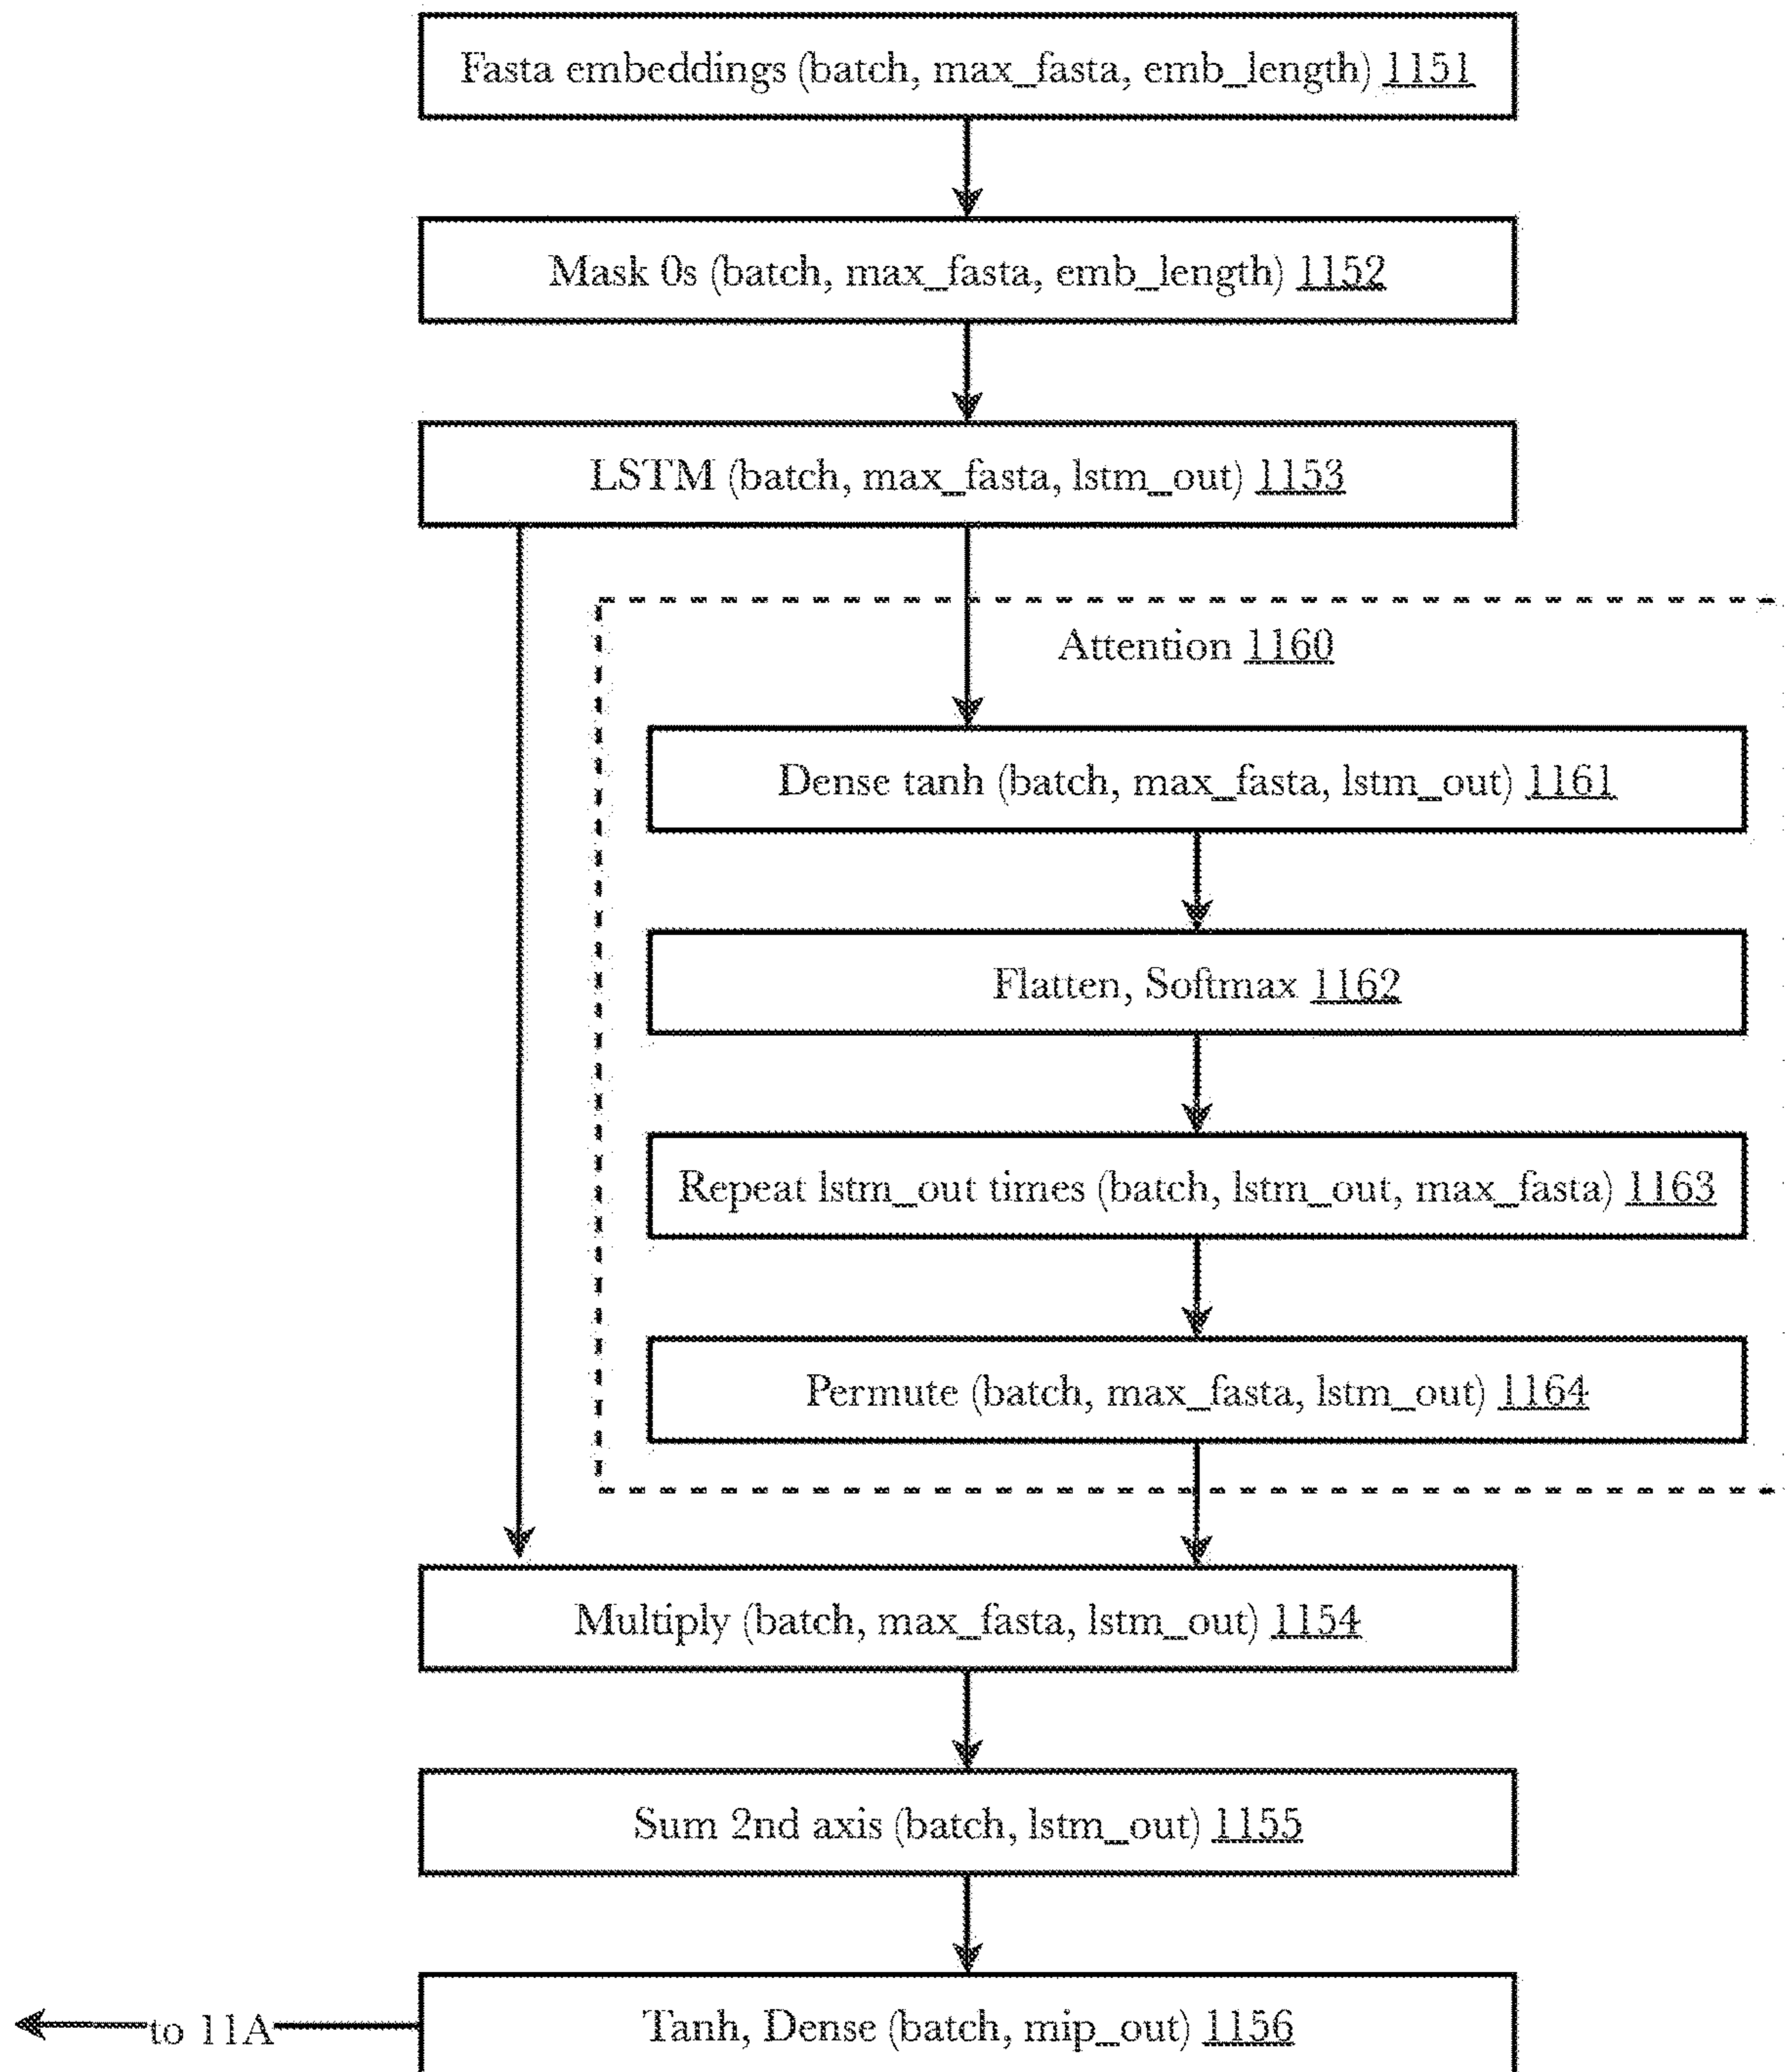 Fasta embeddings (batch, max_fasta, emb_length) 1151
Mask 0s (batch, max_fasta, emb_length) 1152
LSTM (batch, max_fasta, lstm_out) 1153
Attention 1160
Dense tanh (batch, max_fasta, lstm_out) 1161
Flatten, Softmax 1162
Repeat lstm_out times (batch, lstm_out, max_fasta) 1163
Permute (batch, max_fasta, lstm_out) 1164
Multiply (batch, max_fasta, lstm_out) 1154
Sum 2nd axis (batch, lstm_out) 1155
Tanh, Dense (batch, mip_out) 1156
to 11A